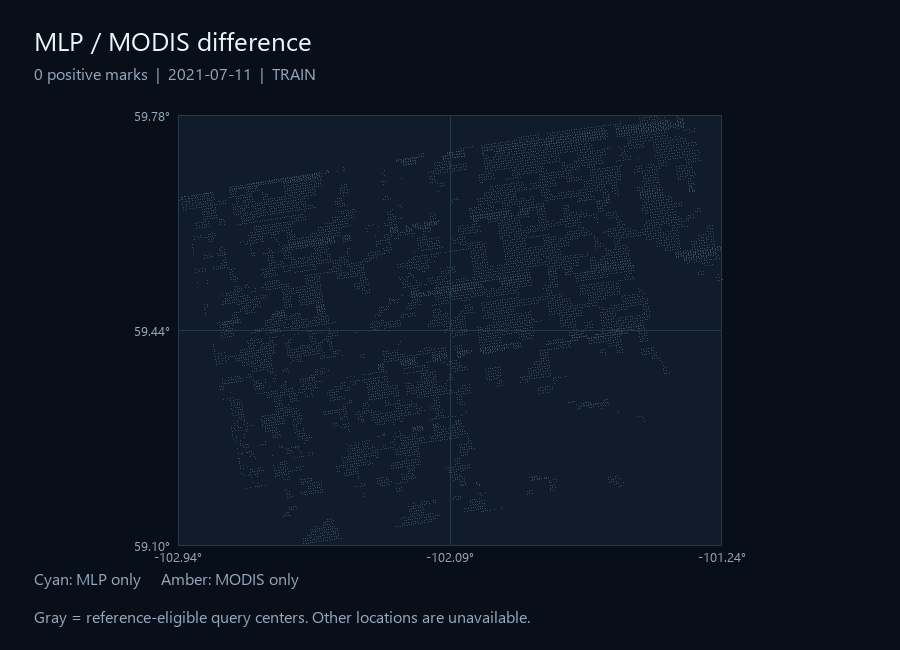 MLP / MODIS difference
0 positive marks | 2021-07-11 | TRAIN
59.78°
59.44°
59.10°
-102.94° -102.09° -101.24°
Cyan: MLP only Amber: MODIS only
Gray = reference-eligible query centers. Other locations are unavailable.